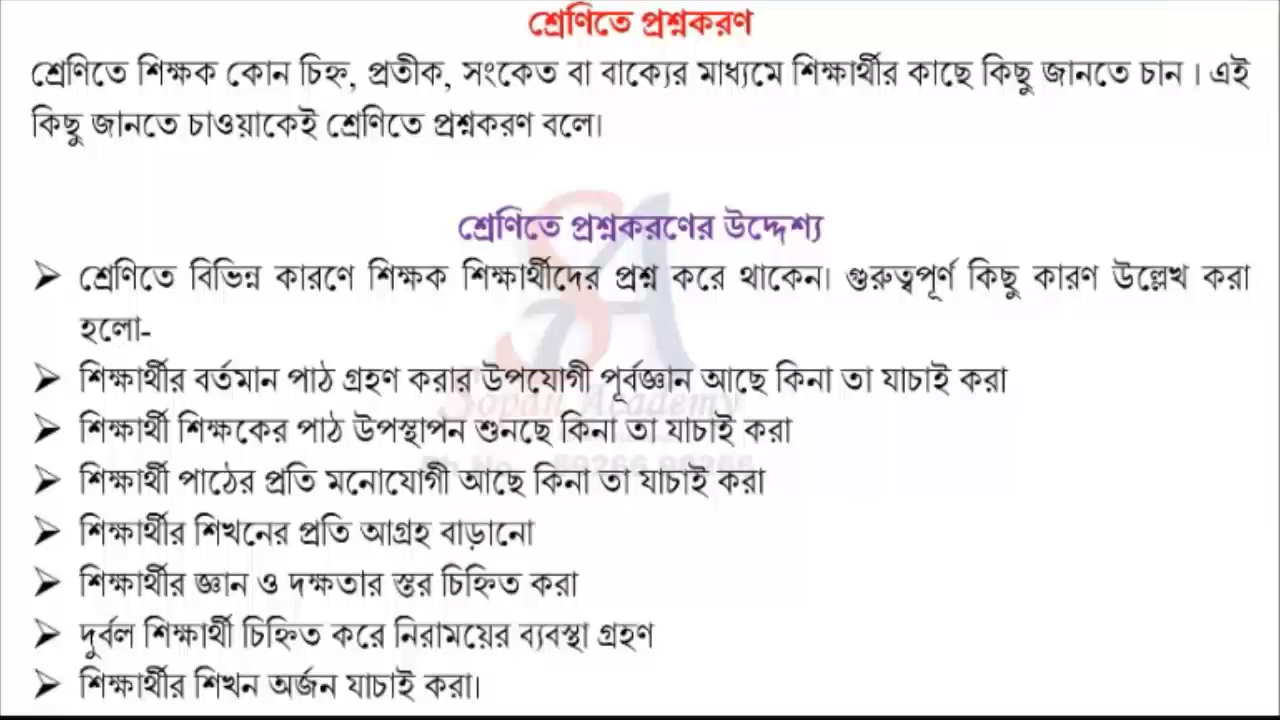 শ্রেণিতে প্রশ্নকরণ
শ্রেণিতে শিক্ষক কোন চিহ্ন, প্রতীক, সংকেত বা বাক্যের মাধ্যমে শিক্ষার্থীর কাছে কিছু জানতে চান। এই
কিছু জানতে চাওয়াকেই শ্রেণিতে প্রশ্নকরণ বলে।
শ্রেণিতে প্রশ্নকরণের উদ্দেশ্য
➢ শ্রেণিতে বিভিন্ন কারণে শিক্ষক শিক্ষার্থীদের প্রশ্ন করে থাকেন। গুরুত্বপূর্ণ কিছু কারণ উল্লেখ করা
হলো-
➢ শিক্ষার্থীর বর্তমান পাঠ গ্রহণ করার উপযোগী পূর্বজ্ঞান আছে কিনা তা যাচাই করা
➢ শিক্ষার্থী শিক্ষকের পাঠ উপস্থাপন শুনছে কিনা তা যাচাই করা
➢ শিক্ষার্থী পাঠের প্রতি মনোযোগী আছে কিনা তা যাচাই করা
➢ শিক্ষার্থীর শিখনের প্রতি আগ্রহ বাড়ানো
➢ শিক্ষার্থীর জ্ঞান ও দক্ষতার স্তর চিহ্নিত করা
➢ দুর্বল শিক্ষার্থী চিহ্নিত করে নিরাময়ের ব্যবস্থা গ্রহণ
➢ শিক্ষার্থীর শিখন অর্জন যাচাই করা।
Sopan Academy